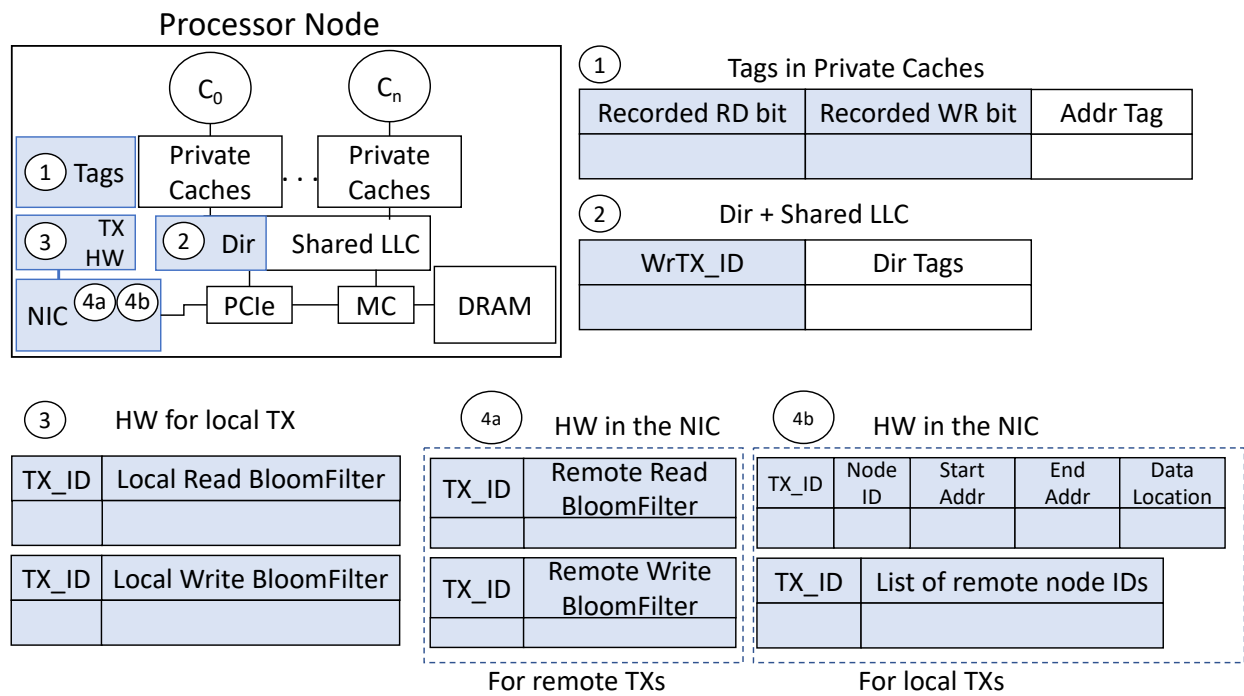 Processor Node
C0
Cn
1 Tags
Private
Caches
. . .
Private
Caches
3 TX
HW
2 Dir
Shared LLC
NIC 4a 4b
PCIe
MC
DRAM
1 Tags in Private Caches
Recorded RD bit Recorded WR bit Addr Tag
2 Dir + Shared LLC
WrTX_ID Dir Tags
3 HW for local TX
TX_ID Local Read BloomFilter
TX_ID Local Write BloomFilter
4a HW in the NIC
TX_ID Remote Read
BloomFilter
TX_ID Remote Write
BloomFilter
For remote TXs
4b HW in the NIC
TX_ID Node
ID Start
Addr End
Addr Data
Location
TX_ID List of remote node IDs
For local TXs